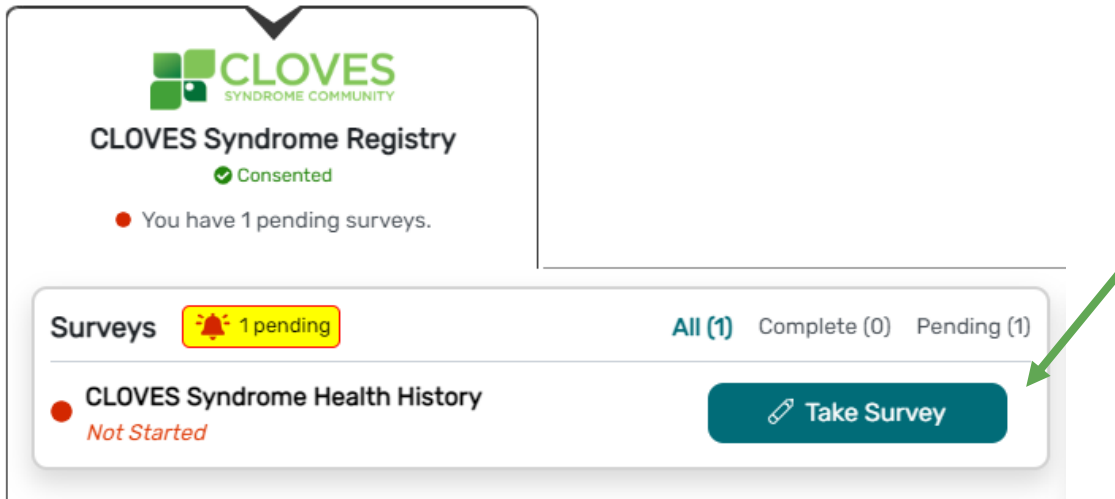 CLOVES
SYNDROME COMMUNITY
CLOVES Syndrome Registry
Consented
You have 1 pending surveys.
Surveys 1 pending All (1) Complete (0) Pending (1)
CLOVES Syndrome Health History
Not Started
Take Survey